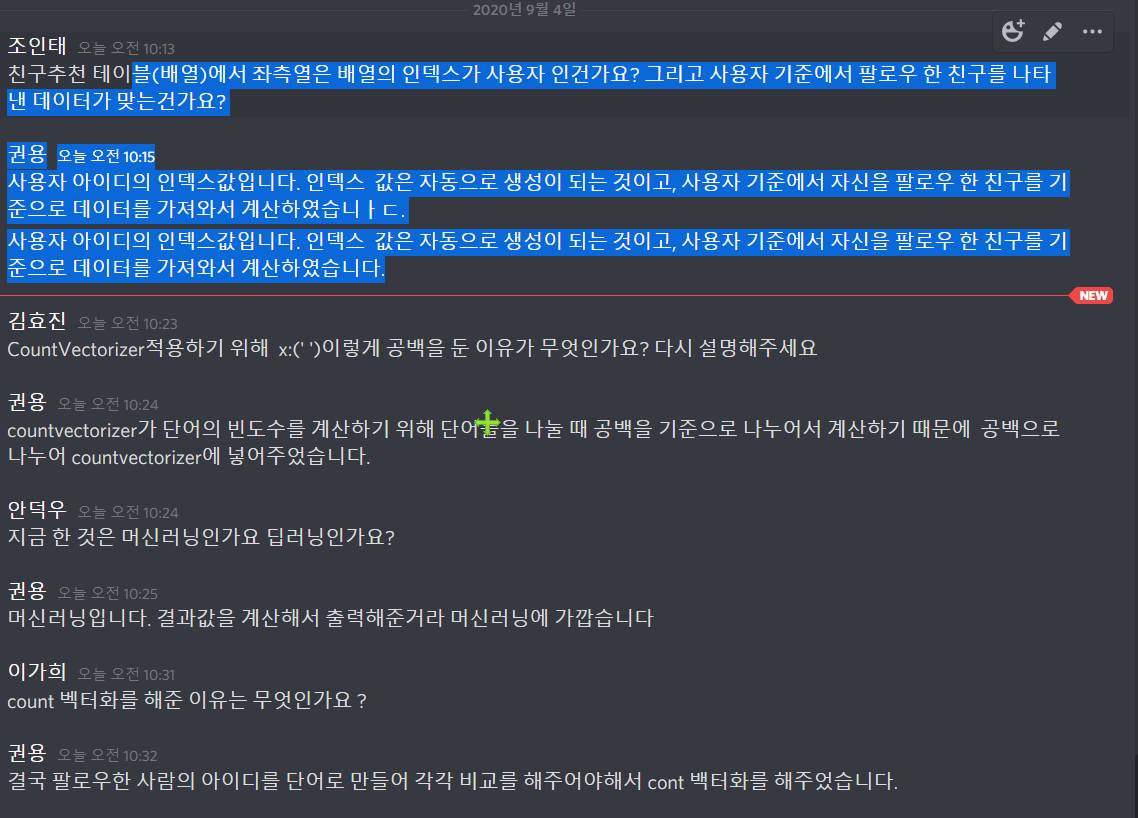 2020년 9월 4일
조인태 오늘 오전 10:13
친구추천 테이블(배열)에서 좌측열은 배열의 인덱스가 사용자 인건가요? 그리고 사용자 기준에서 팔로우 한 친구를 나타
낸 데이터가 맞는건가요?
권용 오늘 오전 10:15
사용자 아이디의 인덱스값입니다. 인덱스  값은 자동으로 생성이 되는 것이고, 사용자 기준에서 자신을 팔로우 한 친구를 기
준으로 데이터를 가져와서 계산하였습니ㅏㄷ.
사용자 아이디의 인덱스값입니다. 인덱스  값은 자동으로 생성이 되는 것이고, 사용자 기준에서 자신을 팔로우 한 친구를 기
준으로 데이터를 가져와서 계산하였습니다.
NEW
김효진 오늘 오전 10:23
CountVectorizer적용하기 위해  x:(' ')이렇게 공백을 둔 이유가 무엇인가요? 다시 설명해주세요
권용 오늘 오전 10:24
countvectorizer가 단어의 빈도수를 계산하기 위해 단어들을 나눌 때 공백을 기준으로 나누어서 계산하기 때문에  공백으로
나누어 countvectorizer에 넣어주었습니다.
안덕우 오늘 오전 10:24
지금 한 것은 머신러닝인가요 딥러닝인가요?
권용 오늘 오전 10:25
머신러닝입니다. 결과값을 계산해서 출력해준거라 머신러닝에 가깝습니다
이가희 오늘 오전 10:31
count 벡터화를 해준 이유는 무엇인가요 ?
권용 오늘 오전 10:32
결국 팔로우한 사람의 아이디를 단어로 만들어 각각 비교를 해주어야해서 cont 백터화를 해주었습니다.